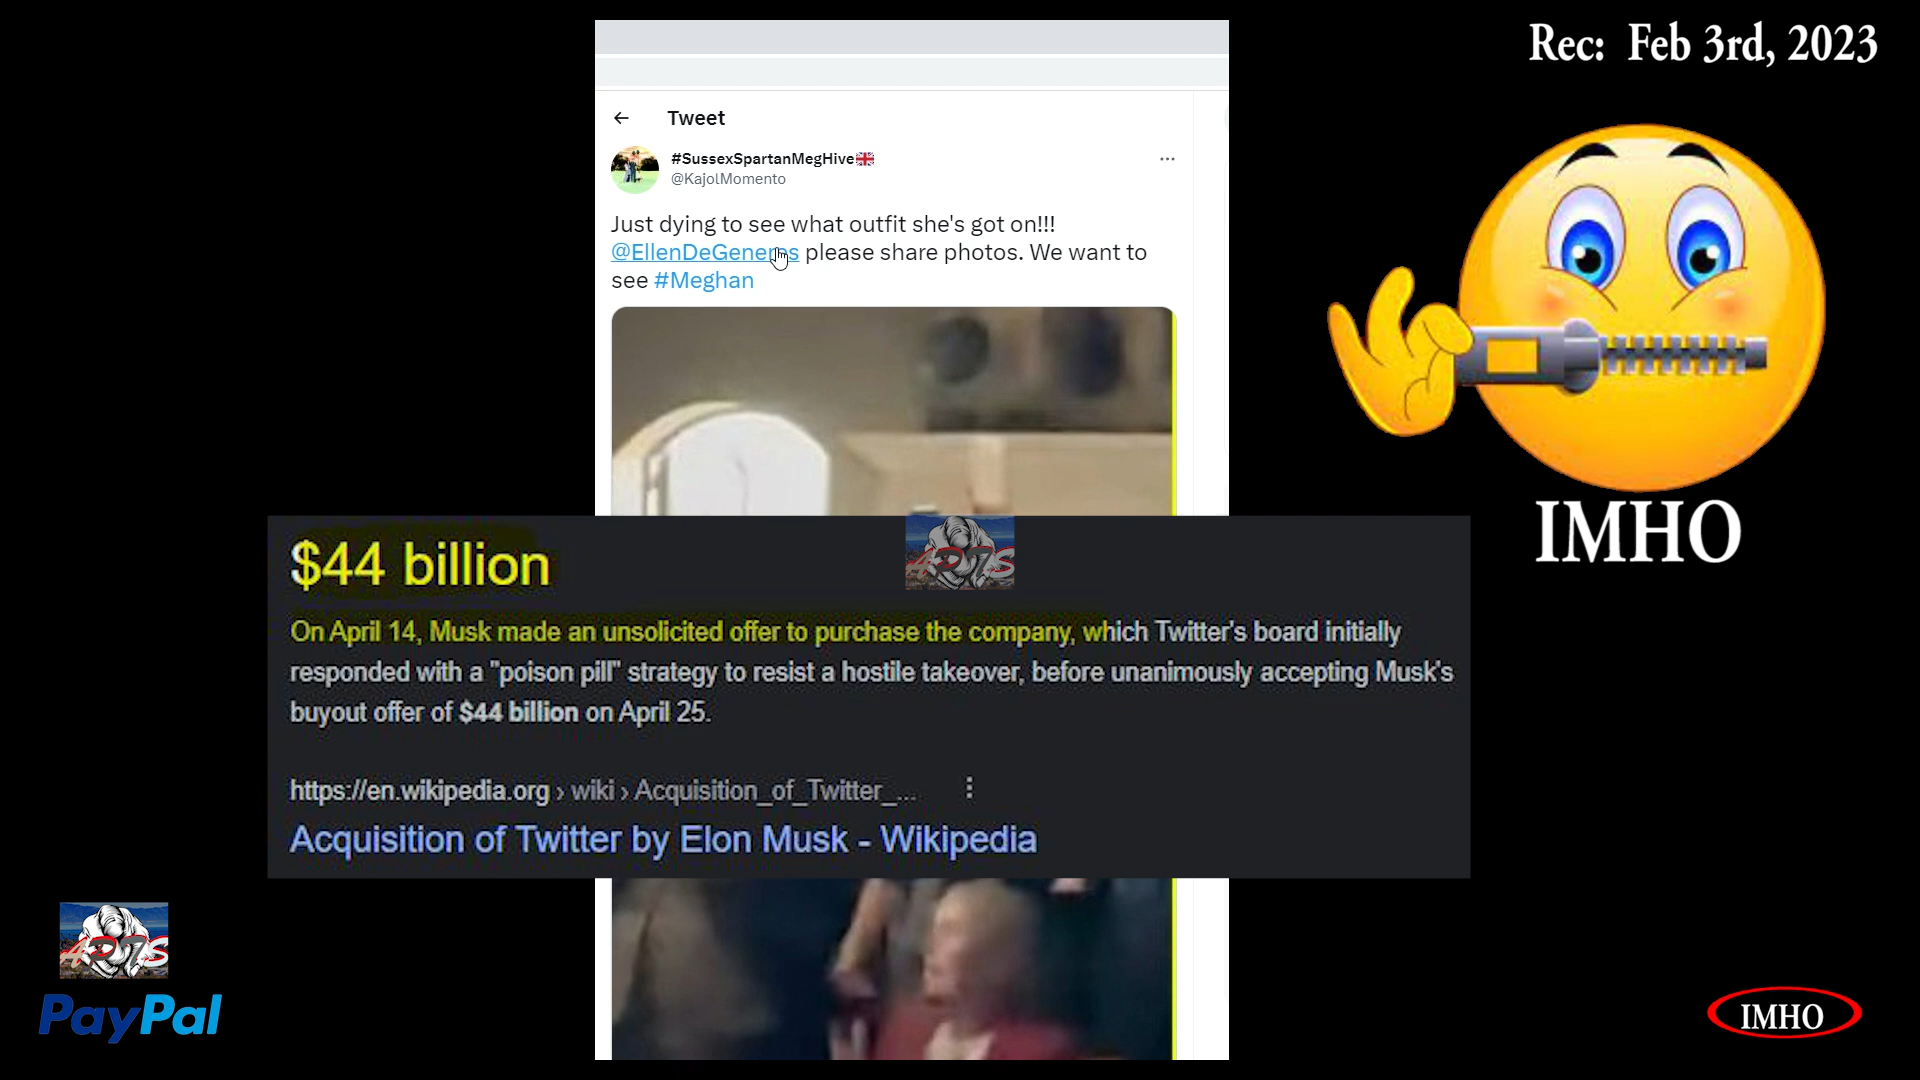 Rec: Feb 3rd, 2023
Tweet
#SussexSpartanMegHive
@KajolMomento
Just dying to see what outfit she's got on!!!
@EllenDeGeneres please share photos. We want to
see #Meghan
IMHO
$44 billion
On April 14, Musk made an unsolicited offer to purchase the company, which Twitter's board initially
responded with a "poison pill" strategy to resist a hostile takeover, before unanimously accepting Musk's
buyout offer of $44 billion on April 25.
https://en.wikipedia.org › wiki › Acquisition_of_Twitter_...
Acquisition of Twitter by Elon Musk - Wikipedia
PayPal
IMHO